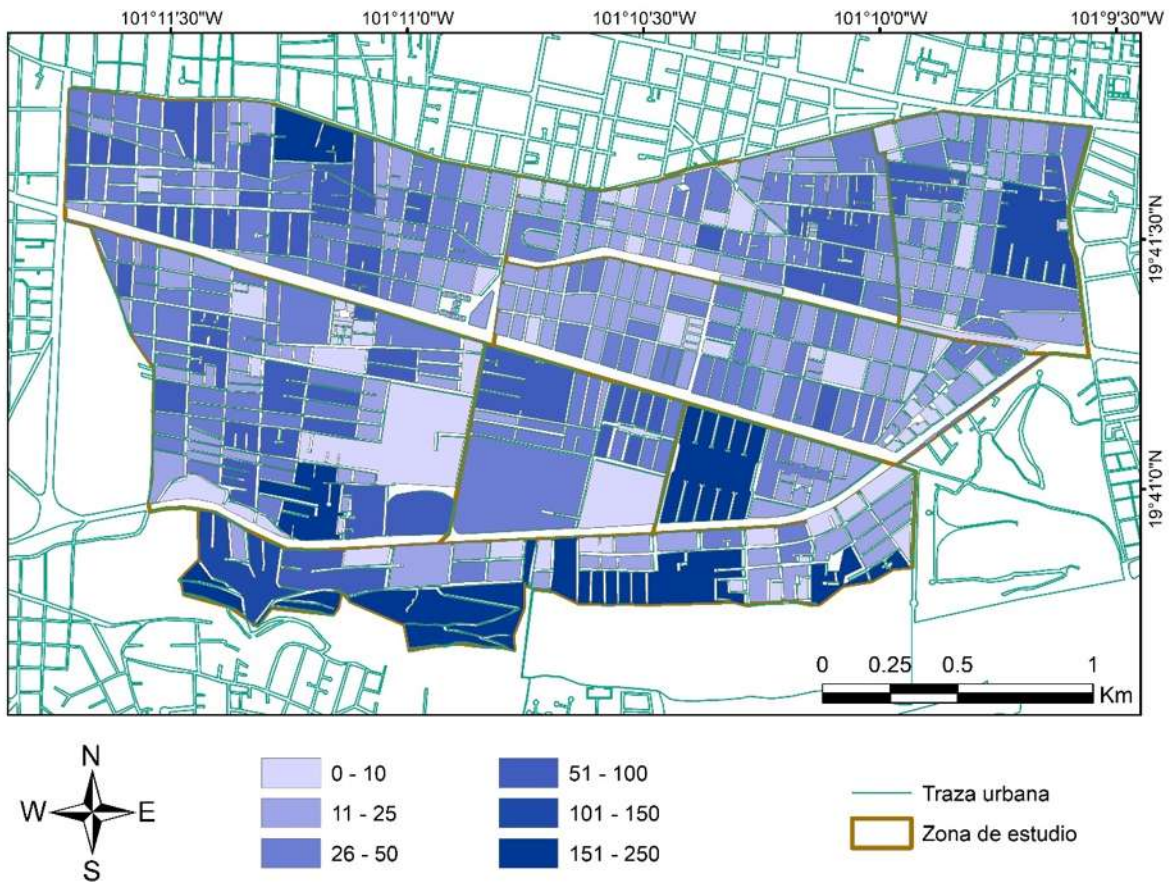 101°11'30"W 101°11'0"W 101°10'30"W 101°10'0"W 101°9'30"W
19°41'30"N
19°41'0"N
0 0.25 0.5 1
Km
N
W E
S
0 - 10
11 - 25
26 - 50
51 - 100
101 - 150
151 - 250
Traza urbana
Zona de estudio